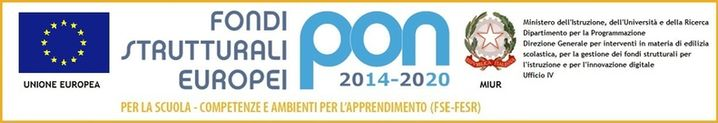 UNIONE EUROPEA
FONDI
STRUTTURALI
EUROPEI
pon
2014-2020
MIUR
Ministero dell'Istruzione, dell'Università e della Ricerca
Dipartimento per la Programmazione
Direzione Generale per interventi in materia di edilizia
scolastica, per la gestione dei fondi strutturali per
l'istruzione e per l'innovazione digitale
Ufficio IV
PER LA SCUOLA - COMPETENZE E AMBIENTI PER L'APPRENDIMENTO (FSE-FESR)